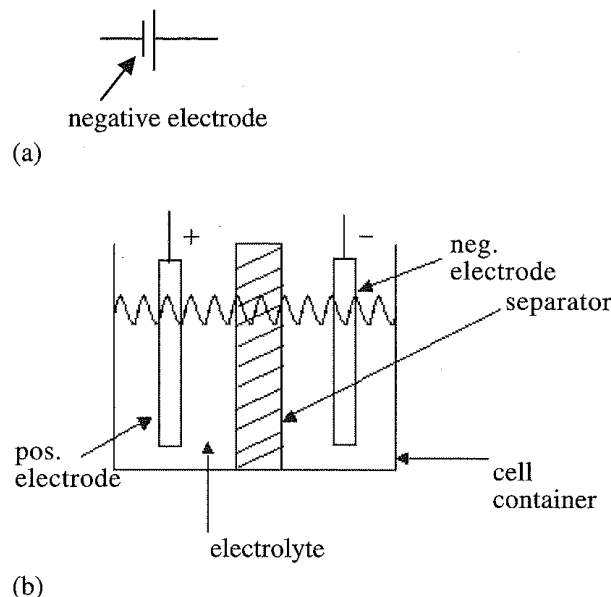 negative electrode
(a)
+
−
neg.
electrode
separator
pos.
electrode
cell
container
electrolyte
(b)